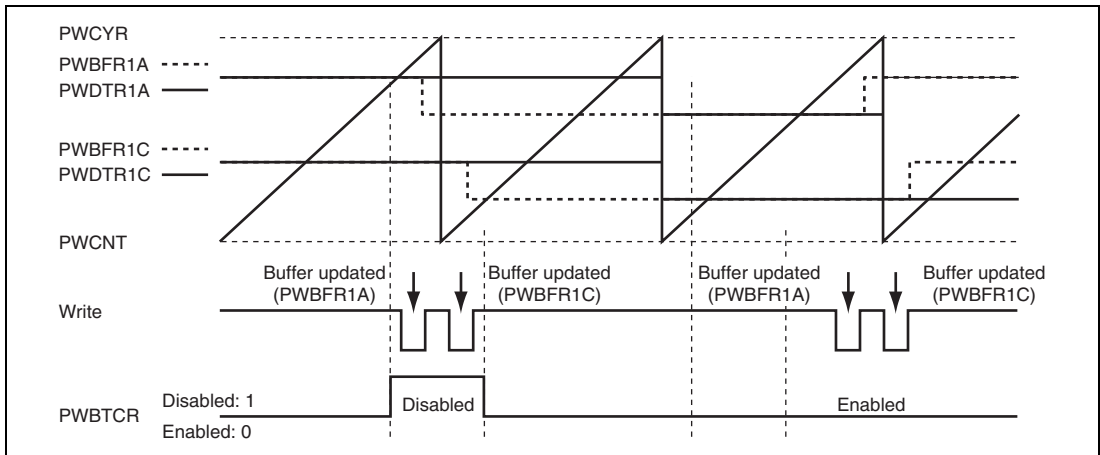 PWCYR
PWBFR1A
PWDTR1A
PWBFR1C
PWDTR1C
PWCNT
Buffer updated
(PWBFR1A)
Buffer updated
(PWBFR1C)
Buffer updated
(PWBFR1A)
Buffer updated
(PWBFR1C)
Write
PWBTCR
Disabled: 1
Enabled: 0
Disabled
Enabled